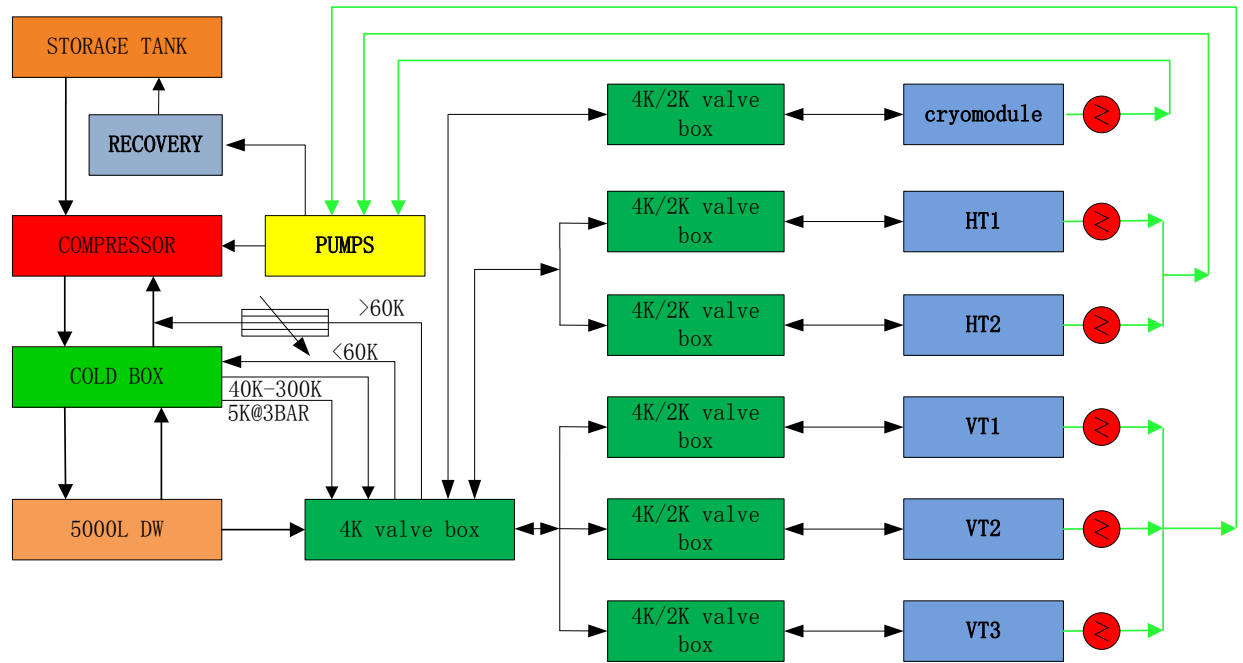 STORAGE TANK
RECOVERY
COMPRESSOR
PUMPS
>60K
<60K
COLD BOX
40K-300K
5K@3BAR
5000L DW
4K valve box
4K/2K valve
box
cryomodule
4K/2K valve
box
HT1
4K/2K valve
box
HT2
4K/2K valve
box
VT1
4K/2K valve
box
VT2
4K/2K valve
box
VT3